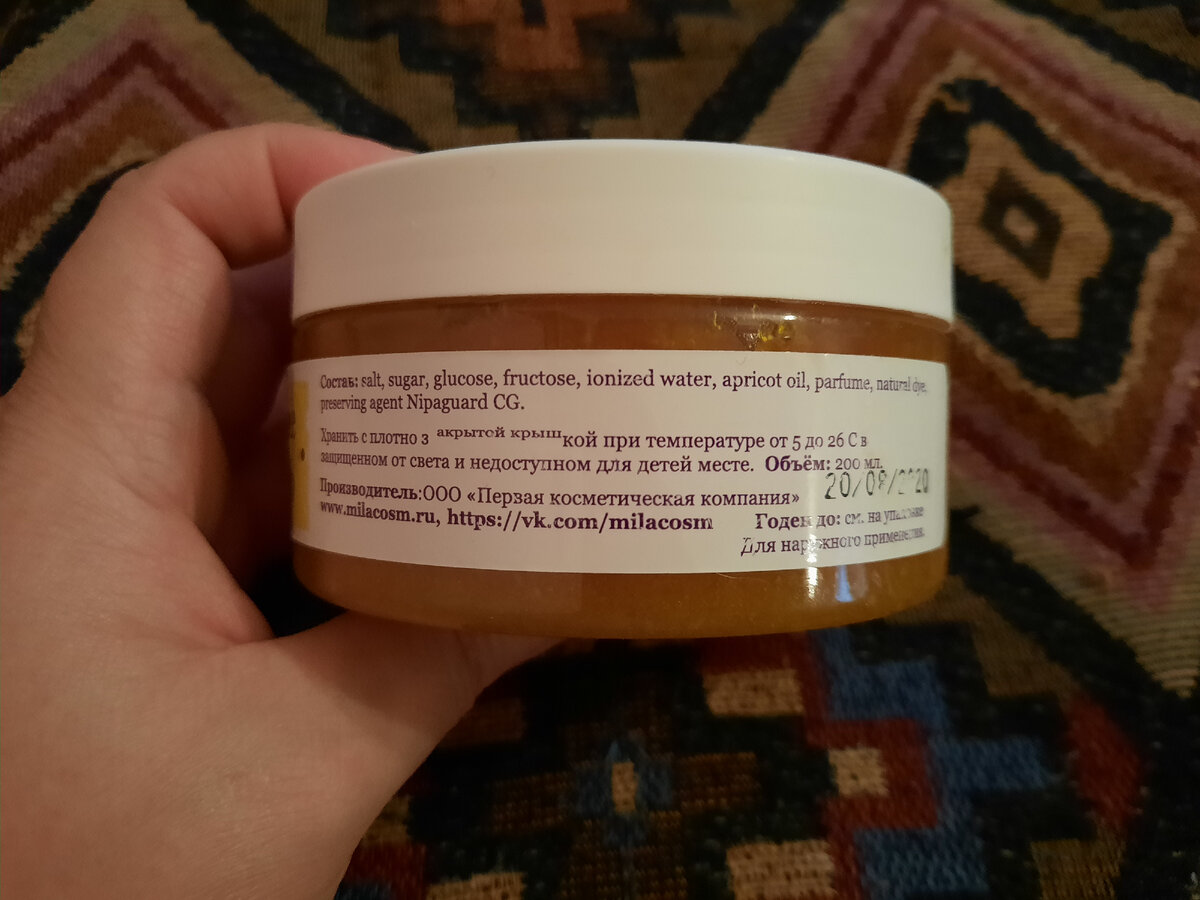 Состав: salt, sugar, glucose, fructose, ionized water, apricot oil, parfume, natural dye,
preserving agent Nipaguard CG.
Хранить с плотно з акрытой крыш кой при температуре от 5 до 26 С в
защищенном от света и недоступном для детей месте. Объём: 200 мл.
20/08/2020
Производитель:ООО «Первая косметическая компания»
www.milacosm.ru, https://vk.com/milacosm Годен до: см. на упаковке
Для наружного применения.